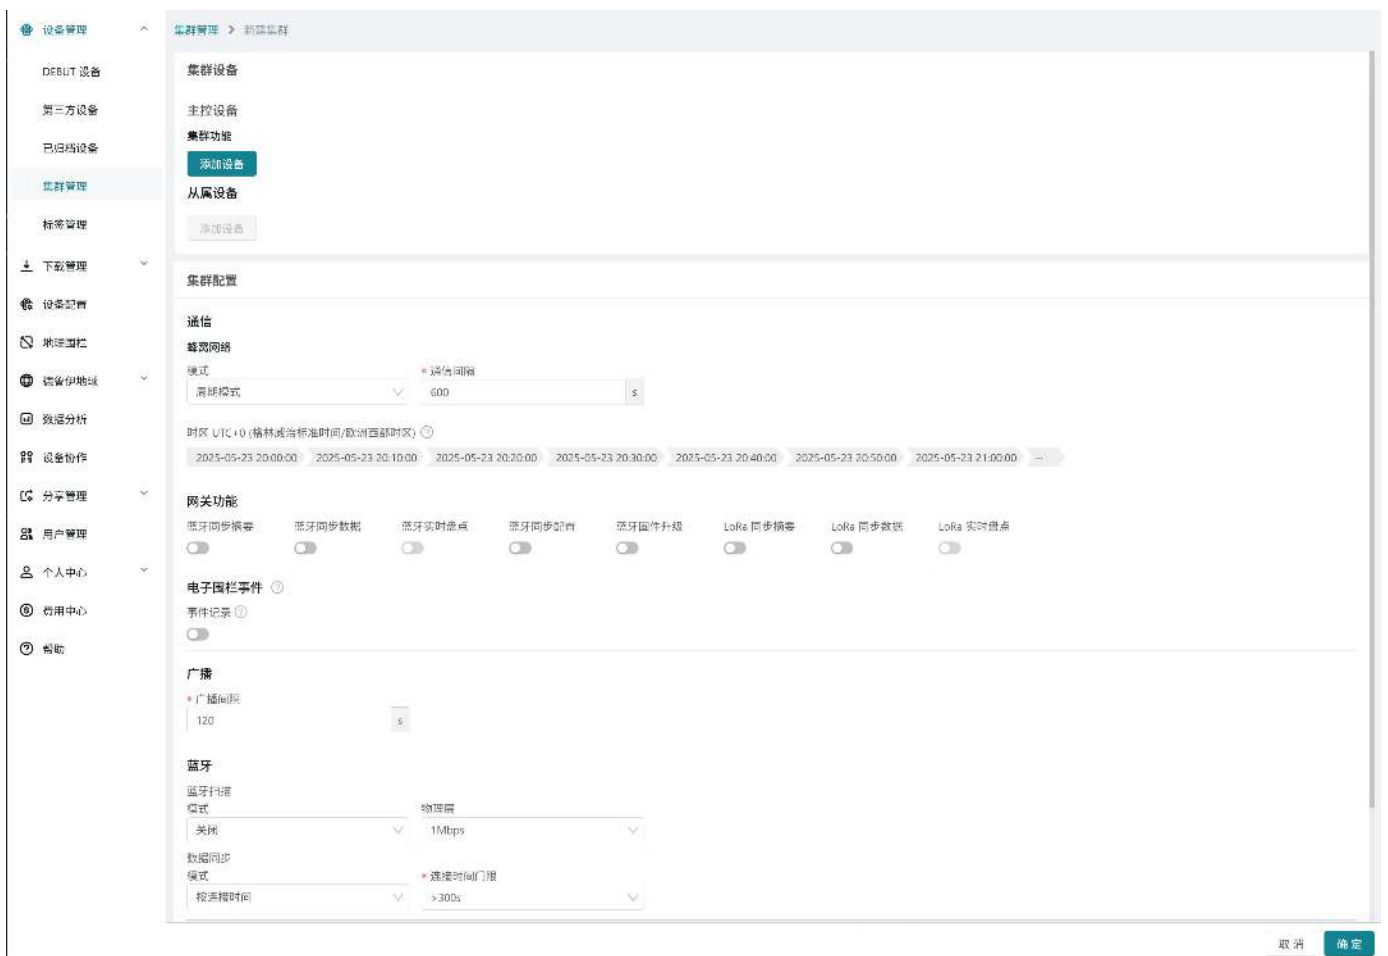 设备管理
DEBUT 设备
第三方设备
已归档设备
集群管理
标签管理
下载管理
设备配置
地理围栏
德鲁伊地域
数据分析
设备协作
分享管理
用户管理
个人中心
费用中心
帮助
集群管理 > 新建集群
集群设备
主控设备
集群功能
添加设备
从属设备
添加设备
集群配置
通信
蜂窝网络
模式
* 通信间隔
周期模式
600 s
时区 UTC+0 (格林威治标准时间/欧洲西部时区)
2025-05-23 20:00:00 2025-05-23 20:10:00 2025-05-23 20:20:00 2025-05-23 20:30:00 2025-05-23 20:40:00 2025-05-23 20:50:00 2025-05-23 21:00:00 ...
网关功能
蓝牙同步摘要 蓝牙同步数据 蓝牙实时盘点 蓝牙同步配置 蓝牙固件升级 LoRa 同步摘要 LoRa 同步数据 LoRa 实时盘点
电子围栏事件
事件记录
广播
* 广播间隔
120 s
蓝牙
蓝牙扫描
模式 物理层
关闭 1Mbps
数据同步
模式 * 连接时间门限
按连接时间 >300s
取消 确定